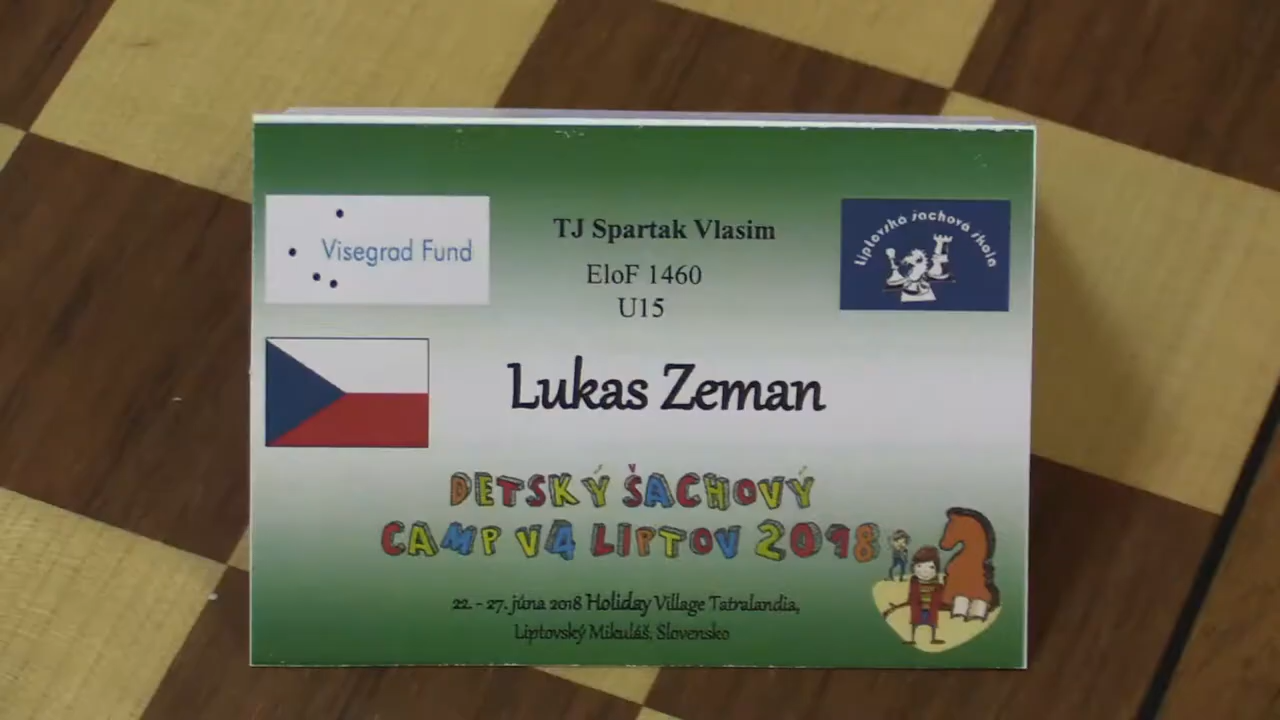 Visegrad Fund
TJ Spartak Vlasim
EloF 1460
U15
Liptovská šachová škola
Lukas Zeman
DETSKÝ ŠACHOVÝ
CAMP V4 LIPTOV 2018
22. - 27. júna 2018 Holiday Village Tatralandia,
Liptovský Mikuláš, Slovensko